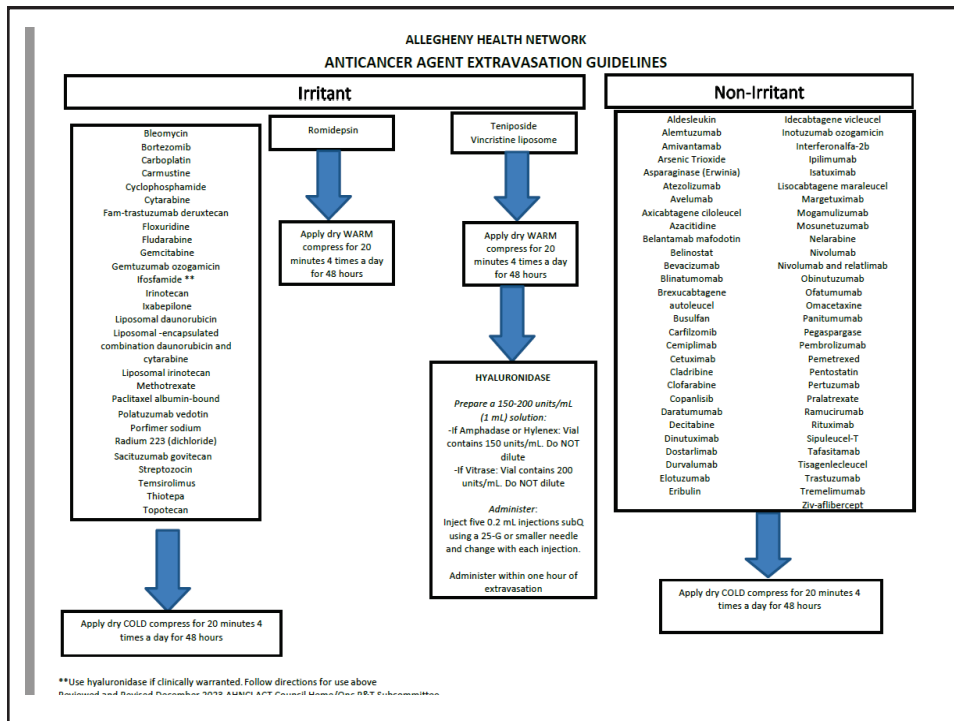 ALLEGHENY HEALTH NETWORK
ANTICANCER AGENT EXTRAVASATION GUIDELINES
Irritant
Bleomycin
Bortezomib
Carboplatin
Carmustine
Cyclophosphamide
Cytarabine
Fam-trastuzumab deruxtecan
Floxuridine
Fludarabine
Gemcitabine
Gemtuzumab ozogamicin
Ifosfamide **
Irinotecan
Ixabepilone
Liposomal daunorubicin
Liposomal -encapsulated
combination daunorubicin and
cytarabine
Liposomal irinotecan
Methotrexate
Paclitaxel albumin-bound
Polatuzumab vedotin
Porfimer sodium
Radium 223 (dichloride)
Sacituzumab govitecan
Streptozocin
Temsirolimus
Thiotepa
Topotecan
Apply dry COLD compress for 20 minutes 4
times a day for 48 hours
Romidepsin
Apply dry WARM
compress for 20
minutes 4 times a day
for 48 hours
Teniposide
Vincristine liposome
Apply dry WARM
compress for 20
minutes 4 times a day
for 48 hours
HYALURONIDASE
Prepare a 150-200 units/mL
(1 mL) solution:
-If Amphadase or Hylenex: Vial
contains 150 units/mL. Do NOT
dilute
-If Vitrase: Vial contains 200
units/mL. Do NOT dilute
Administer:
Inject five 0.2 mL injections subQ
using a 25-G or smaller needle
and change with each injection.
Administer within one hour of
extravasation
Non-Irritant
Aldesleukin
Alemtuzumab
Amivantamab
Arsenic Trioxide
Asparaginase (Erwinia)
Atezolizumab
Avelumab
Axicabtagene ciloleucel
Azacitidine
Belantamab mafodotin
Belinostat
Bevacizumab
Blinatumomab
Brexucabtagene
autoleucel
Busulfan
Carfilzomib
Cemiplimab
Cetuximab
Cladribine
Clofarabine
Copanlisib
Daratumumab
Decitabine
Dinutuximab
Dostarlimab
Durvalumab
Elotuzumab
Eribulin
Idecabtagene vicleucel
Inotuzumab ozogamicin
Interferonalfa-2b
Ipilimumab
Isatuximab
Lisocabtagene maraleucel
Margetuximab
Mogamulizumab
Mosunetuzumab
Nelarabine
Nivolumab
Nivolumab and relatlimab
Obinutuzumab
Ofatumumab
Omacetaxine
Panitumumab
Pegaspargase
Pembrolizumab
Pemetrexed
Pentostatin
Pertuzumab
Pralatrexate
Ramucirumab
Rituximab
Sipuleucel-T
Tafasitamab
Tisagenlecleucel
Trastuzumab
Tremelimumab
Ziv-aflibercept
Apply dry COLD compress for 20 minutes 4 times a day for
48 hours
**Use hyaluronidase if clinically warranted. Follow directions for use above
Reviewed and Revised December 2023 AHNCI ACT Council Heme/Onc P&T Subcommittee